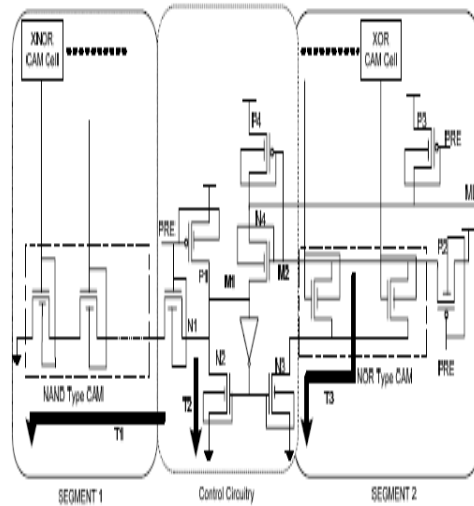 XNOR
CAM Cell
XOR
CAM Cell
P4
P3
PRE
ML
PRE
P1
M1
N4
M2
P2
N1
N2
N3
PRE
NAND Type CAM
T1
T2
T3
NOR Type CAM
SEGMENT 1
Control Circuitry
SEGMENT 2